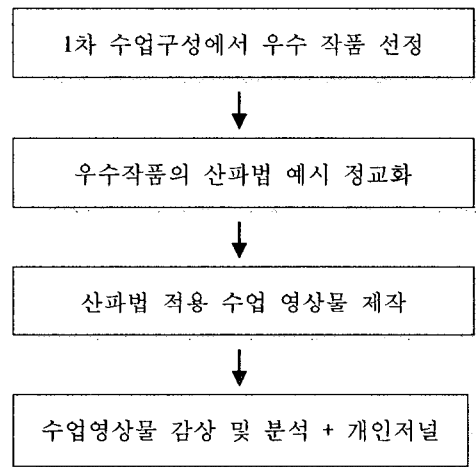 1차 수업구성에서 우수 작품 선정
우수작품의 산파법 예시 정교화
산파법 적용 수업 영상물 제작
수업영상물 감상 및 분석 + 개인저널